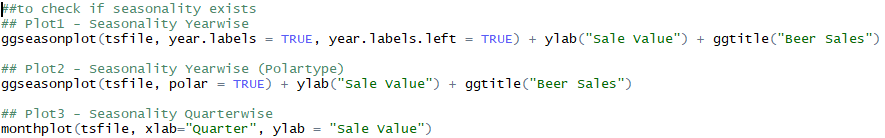 ##to check if seasonality exists
## Plot1 - Seasonality Yearwise
ggseasonplot(tsfile, year.labels = TRUE, year.labels.left = TRUE) + ylab("Sale Value") + ggtitle("Beer Sales")
## Plot2 - Seasonality Yearwise (Polartype)
ggseasonplot(tsfile, polar = TRUE) + ylab("Sale Value") + ggtitle("Beer Sales")
## Plot3 - Seasonality Quarterwise
monthplot(tsfile, xlab="Quarter", ylab = "Sale Value")